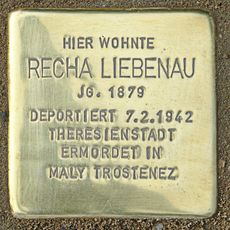 HIER WOHNTE
RECHA LIEBENAU
JG. 1879
DEPORTIERT 7.2.1942
THERESIENSTADT
ERMORDET IN
MALY TROSTENEZ